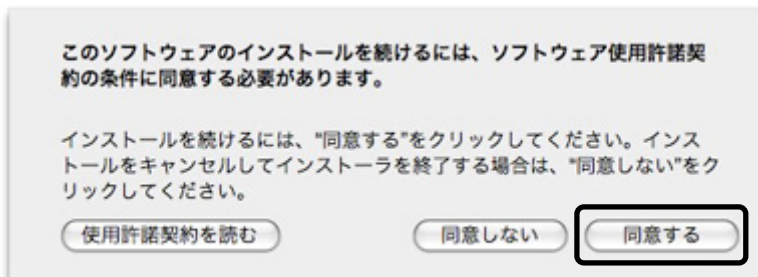 このソフトウェアのインストールを続けるには、ソフトウェア使用許諾契
約の条件に同意する必要があります。
インストールを続けるには、“同意する”をクリックしてください。インス
トールをキャンセルしてインストーラを終了する場合は、“同意しない”をク
リックしてください。
使用許諾契約を読む 同意しない 同意する